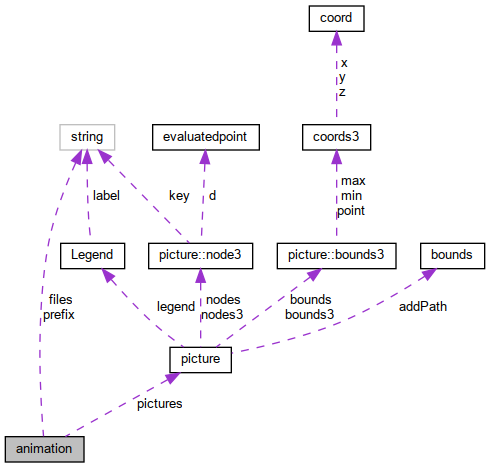 coord
x
y
z
string
evaluatedpoint
coords3
label
key
d
max
min
point
Legend
picture::node3
picture::bounds3
bounds
files
prefix
legend
nodes
nodes3
bounds
bounds3
addPath
picture
pictures
animation